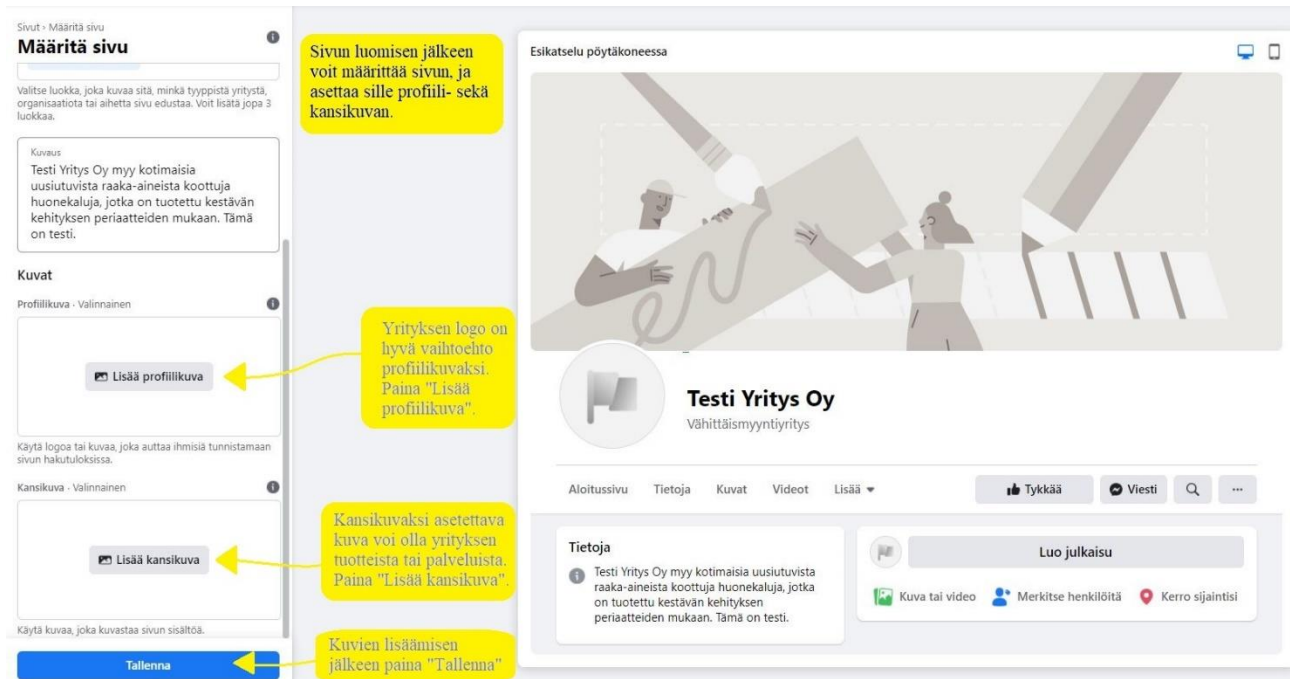 Sivut › Määritä sivu
Määritä sivu
Valitse luokka, joka kuvaa sitä, minkä tyyppistä yritystä,
organisaatiota tai aihetta sivu edustaa. Voit lisätä jopa 3
luokkaa.
Kuvaus
Testi Yritys Oy myy kotimaisia
uusiutuvista raaka-aineista koottuja
huonekaluja, jotka on tuotettu kestävän
kehityksen periaatteiden mukaan. Tämä
on testi.
Kuvat
Profiilikuva · Valinnainen
Lisää profiilikuva
Käytä logoa tai kuvaa, joka auttaa ihmisiä tunnistamaan
sivun hakutuloksissa.
Kansikuva · Valinnainen
Lisää kansikuva
Käytä kuvaa, joka kuvastaa sivun sisältöä.
Tallenna
Sivun luomisen jälkeen
voit määrittää sivun, ja
asettaa sille profiili- sekä
kansikuvan.
Yrityksen logo on
hyvä vaihtoehto
profiilikuvaksi.
Paina "Lisää
profiilikuva".
Kansikuvaksi asetettava
kuva voi olla yrityksen
tuotteista tai palveluista.
Paina "Lisää kansikuva".
Kuvien lisäämisen
jälkeen paina "Tallenna"
Esikatselu pöytäkoneessa
Testi Yritys Oy
Vähittäismyyntiyritys
Aloitussivu Tietoja Kuvat Videot Lisää
Tykkää Viesti
Tietoja
Testi Yritys Oy myy kotimaisia uusiutuvista
raaka-aineista koottuja huonekaluja, jotka
on tuotettu kestävän kehityksen
periaatteiden mukaan. Tämä on testi.
Luo julkaisu
Kuva tai video Merkitse henkilöitä Kerro sijaintisi